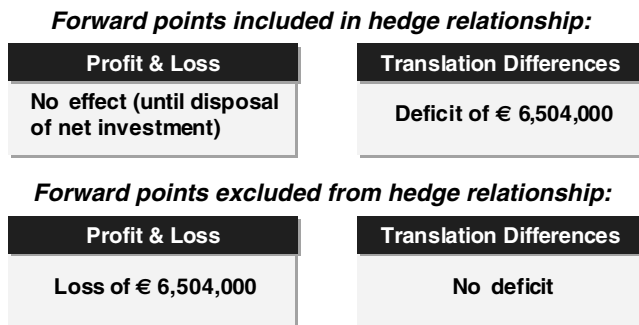 Forward points included in hedge relationship:
Profit & Loss
Translation Differences
No effect (until disposal
of net investment)
Deficit of € 6,504,000
Forward points excluded from hedge relationship:
Profit & Loss
Translation Differences
Loss of € 6,504,000
No deficit